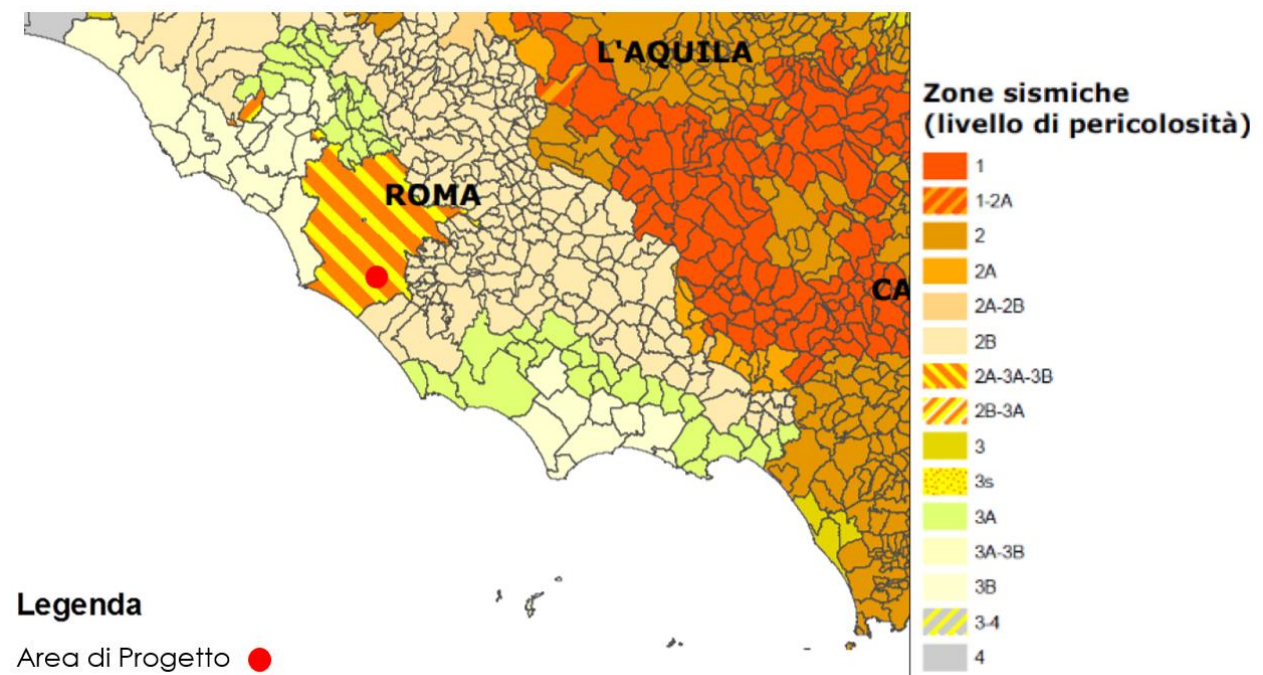 L'AQUILA
ROMA
CA
Zone sismiche
(livello di pericolosità)
1
1-2A
2
2A
2A-2B
2B
2A-3A-3B
2B-3A
3
3s
3A
3A-3B
3B
3-4
4
Legenda
Area di Progetto